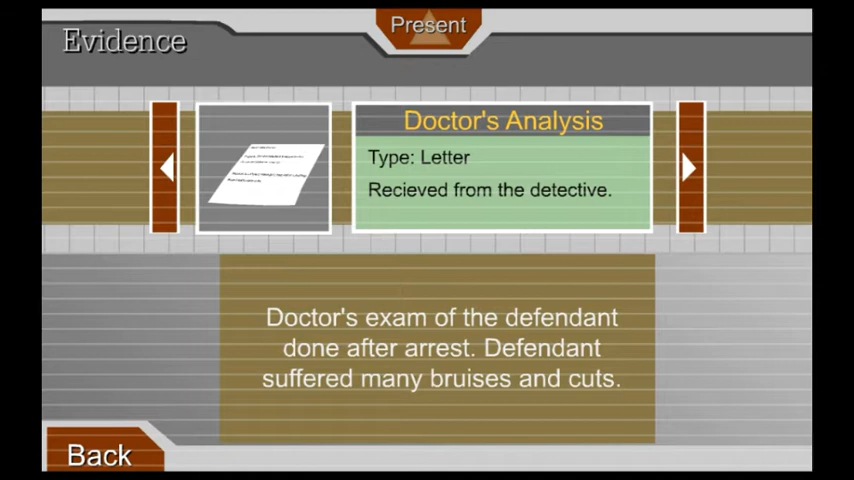 Present
Evidence
Doctor's Analysis
Type: Letter
Recieved from the detective.
Doctor's exam of the defendant
done after arrest. Defendant
suffered many bruises and cuts.
Back